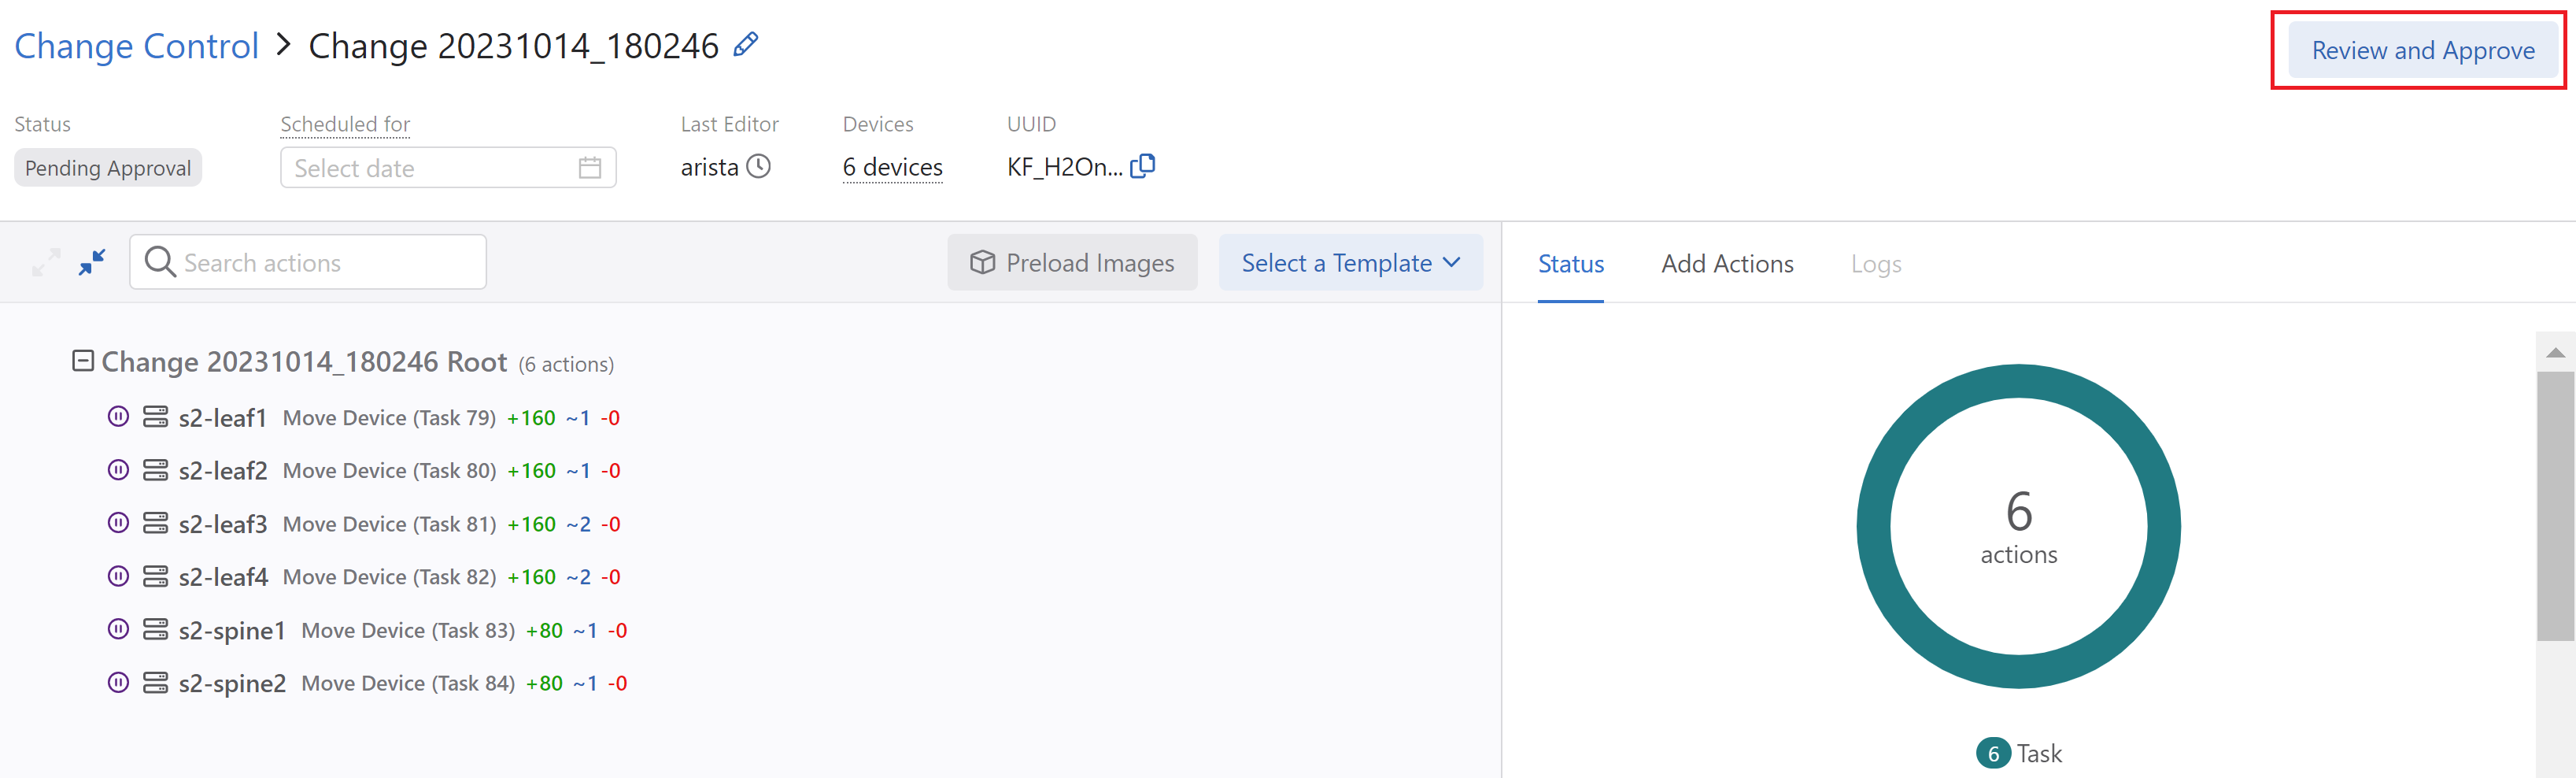 Change Control > Change 20231014_180246
Review and Approve
Status
Scheduled for
Last Editor
Devices
UUID
Pending Approval
Select date
arista
6 devices
KF_H2On...
Search actions
Preload Images
Select a Template
Status
Add Actions
Logs
Change 20231014_180246 Root (6 actions)
s2-leaf1 Move Device (Task 79) +160 ~1 -0
s2-leaf2 Move Device (Task 80) +160 ~1 -0
s2-leaf3 Move Device (Task 81) +160 ~2 -0
s2-leaf4 Move Device (Task 82) +160 ~2 -0
s2-spine1 Move Device (Task 83) +80 ~1 -0
s2-spine2 Move Device (Task 84) +80 ~1 -0
6
actions
6 Task